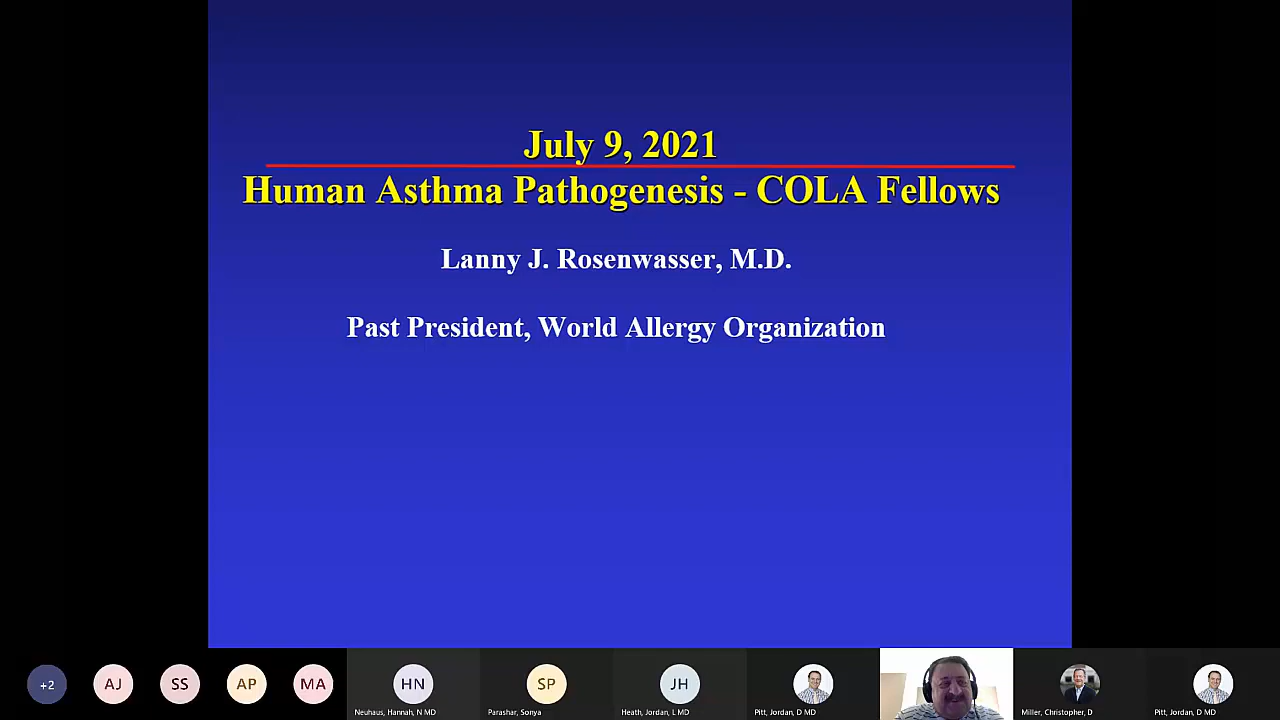 July 9, 2021
Human Asthma Pathogenesis - COLA Fellows
Lanny J. Rosenwasser, M.D.
Past President, World Allergy Organization
+2
AJ
SS
AP
MA
HN
Neuhaus, Hannah, N MD
SP
Parashar, Sonya
JH
Heath, Jordan, L MD
Pitt, Jordan, D MD
Miller, Christopher, D
Pitt, Jordan, D MD